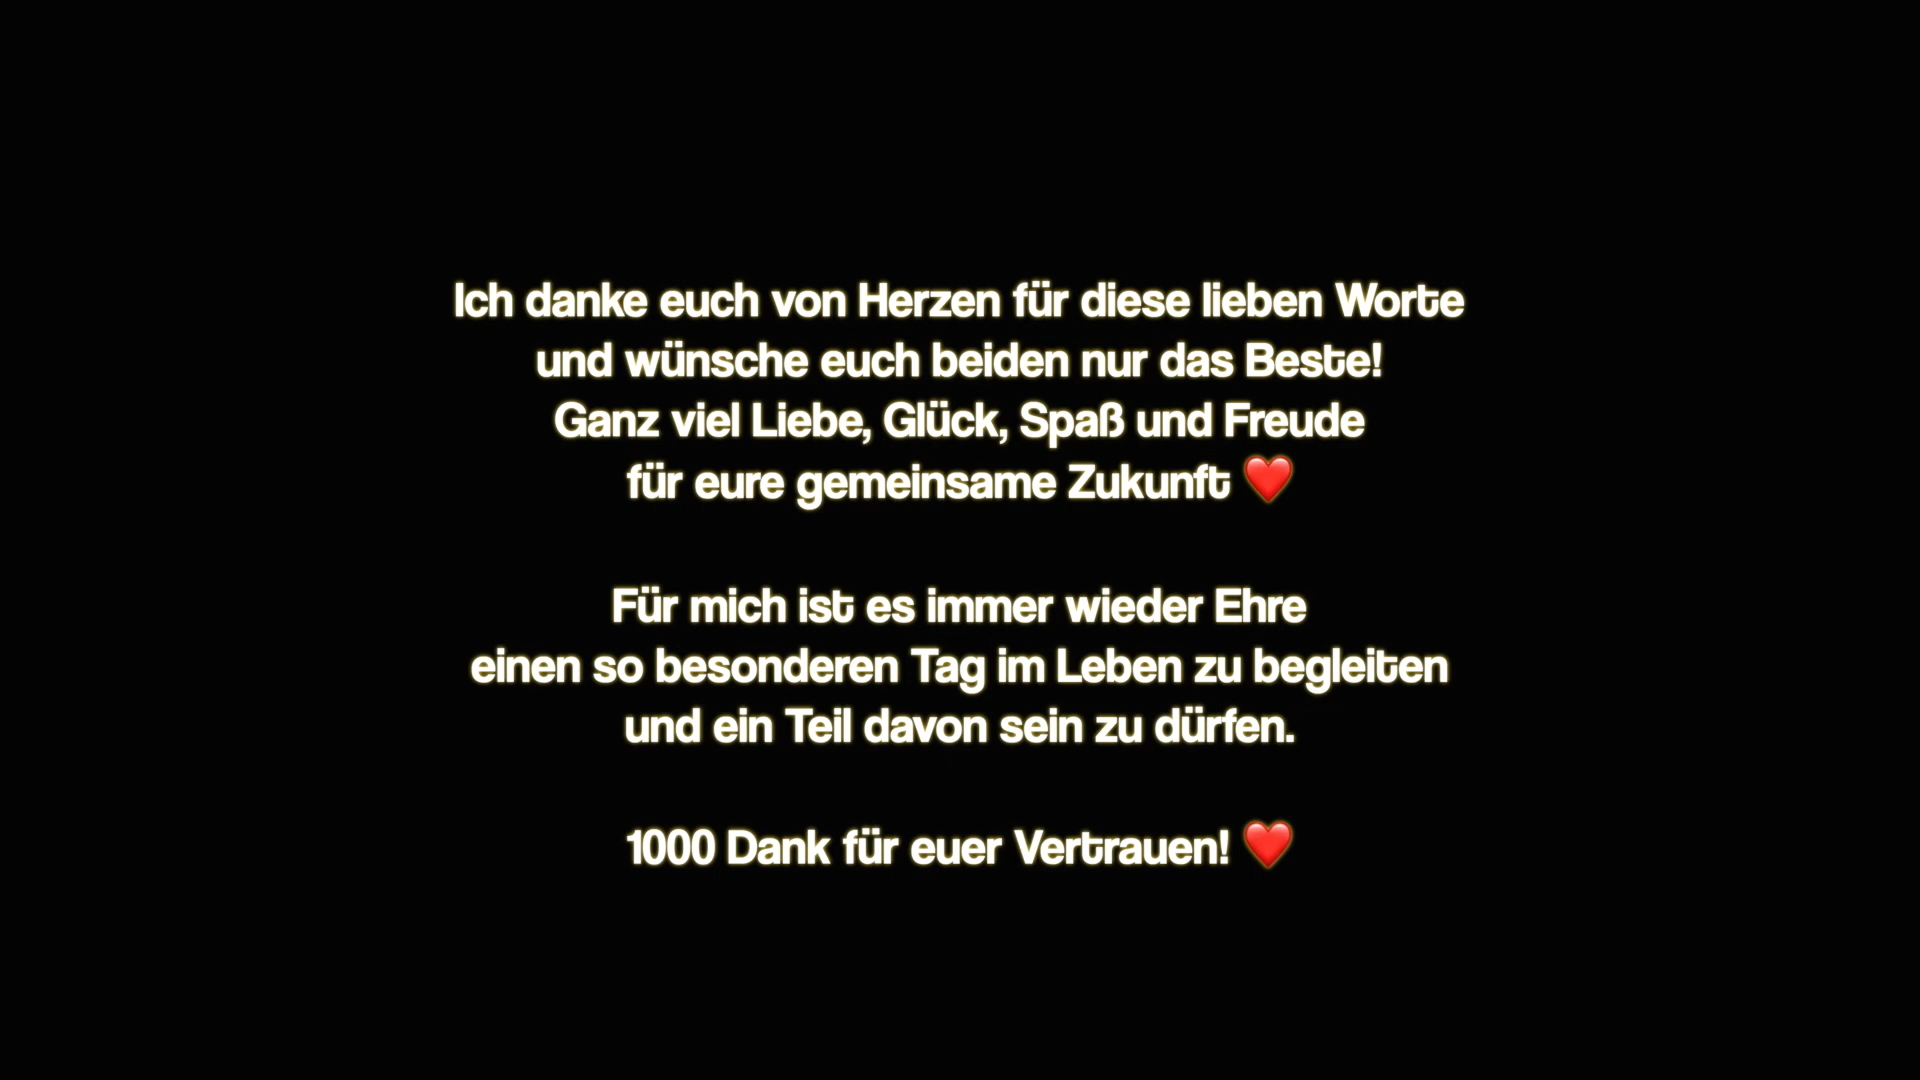 Ich danke euch von Herzen für diese lieben Worte
und wünsche euch beiden nur das Beste!
Ganz viel Liebe, Glück, Spaß und Freude
für eure gemeinsame Zukunft ❤️
Für mich ist es immer wieder Ehre
einen so besonderen Tag im Leben zu begleiten
und ein Teil davon sein zu dürfen.
1000 Dank für euer Vertrauen! ❤️